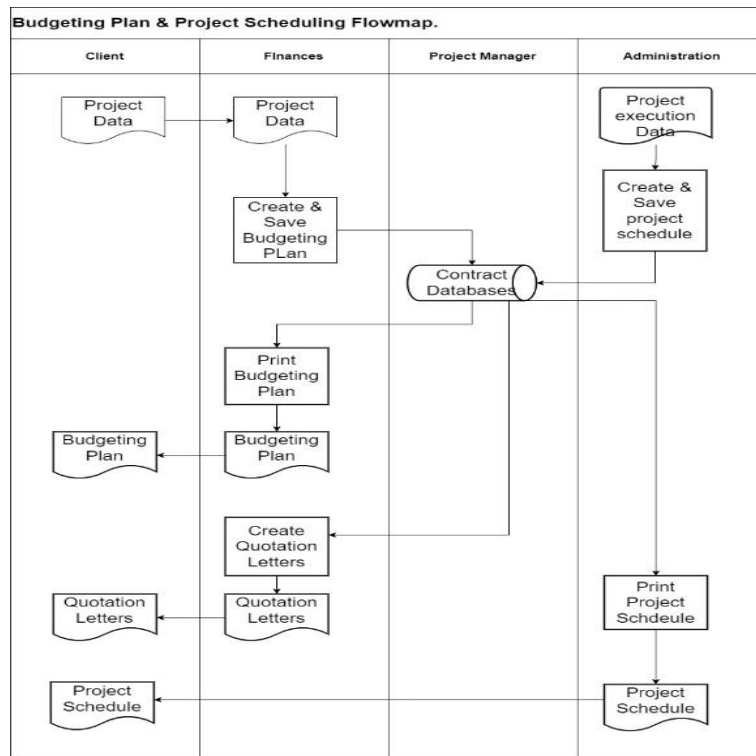 Budgeting Plan & Project Scheduling Flowmap.
Client
FInances
Project Manager
Administration
Project
Data
Project
Data
Project
execution
Data
Create &
Save
Budgeting
PLan
Create &
Save
project
schedule
Contract
Databases
Print
Budgeting
Plan
Budgeting
Plan
Budgeting
Plan
Create
Quotation
Letters
Quotation
Letters
Quotation
Letters
Print
Project
Schdeule
Project
Schedule
Project
Schedule